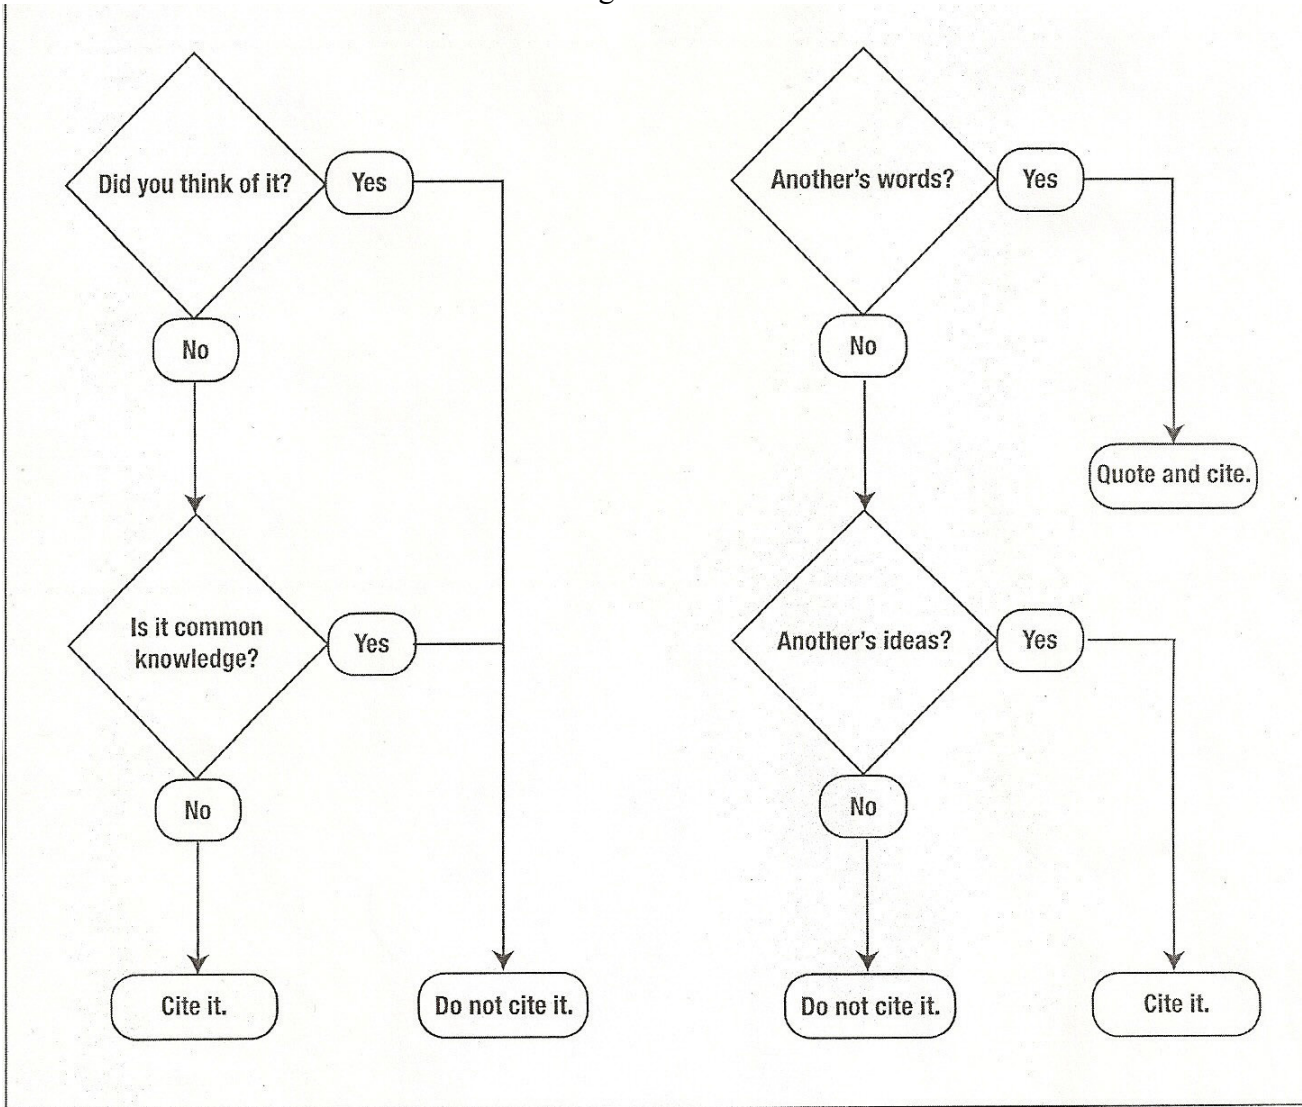 Did you think of it?
Yes
No
Is it common
knowledge?
Yes
No
Cite it.
Do not cite it.
Another's words?
Yes
No
Quote and cite.
Another's ideas?
Yes
No
Do not cite it.
Cite it.